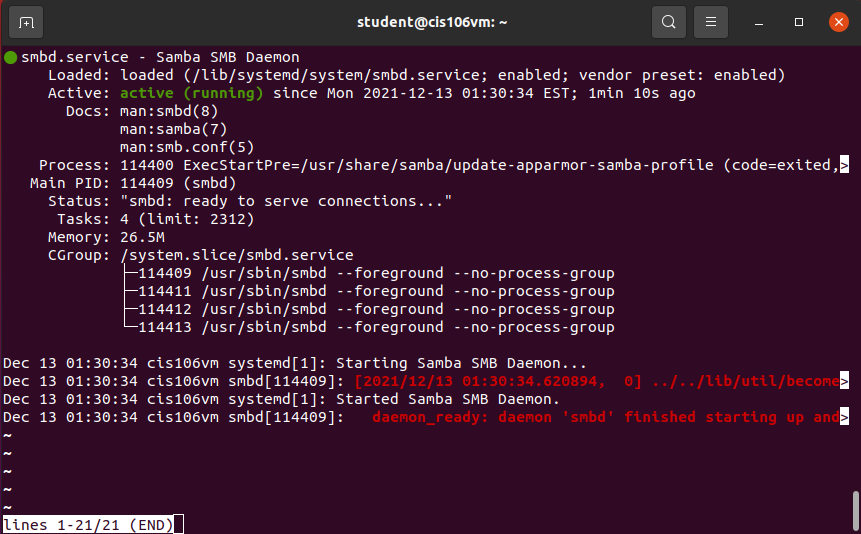 student@cis106vm: ~
smbd.service - Samba SMB Daemon
Loaded: loaded (/lib/systemd/system/smbd.service; enabled; vendor preset: enabled)
Active: active (running) since Mon 2021-12-13 01:30:34 EST; 1min 10s ago
Docs: man:smbd(8)
man:samba(7)
man:smb.conf(5)
Process: 114400 ExecStartPre=/usr/share/samba/update-apparmor-samba-profile (code=exited,>
Main PID: 114409 (smbd)
Status: "smbd: ready to serve connections..."
Tasks: 4 (limit: 2312)
Memory: 26.5M
CGroup: /system.slice/smbd.service
├─114409 /usr/sbin/smbd --foreground --no-process-group
├─114411 /usr/sbin/smbd --foreground --no-process-group
├─114412 /usr/sbin/smbd --foreground --no-process-group
└─114413 /usr/sbin/smbd --foreground --no-process-group
Dec 13 01:30:34 cis106vm systemd[1]: Starting Samba SMB Daemon...
Dec 13 01:30:34 cis106vm smbd[114409]: [2021/12/13 01:30:34.620894,  0] ../../lib/util/become>
Dec 13 01:30:34 cis106vm systemd[1]: Started Samba SMB Daemon.
Dec 13 01:30:34 cis106vm smbd[114409]:   daemon_ready: daemon 'smbd' finished starting up and>
~
~
~
~
~
lines 1-21/21 (END)